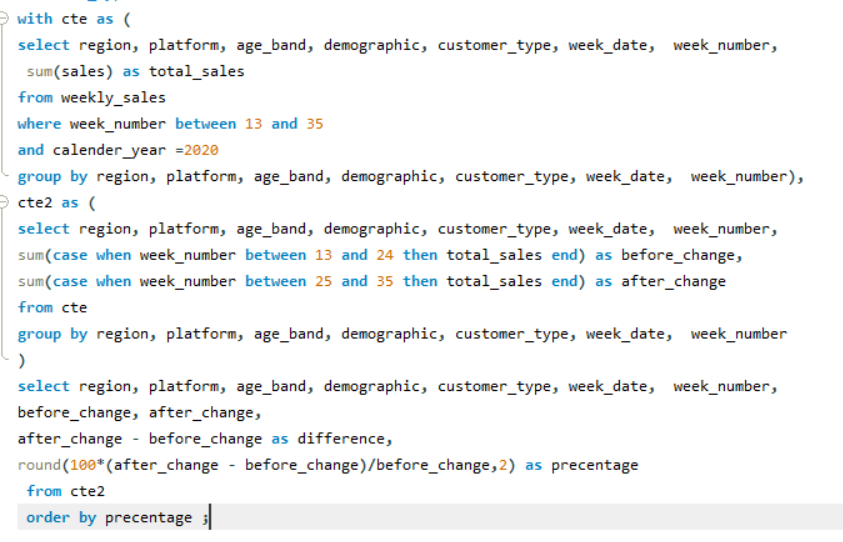 with cte as (
select region, platform, age_band, demographic, customer_type, week_date,  week_number,
 sum(sales) as total_sales
from weekly_sales
where week_number between 13 and 35
and calender_year =2020
group by region, platform, age_band, demographic, customer_type, week_date,  week_number),
cte2 as (
select region, platform, age_band, demographic, customer_type, week_date,  week_number,
sum(case when week_number between 13 and 24 then total_sales end) as before_change,
sum(case when week_number between 25 and 35 then total_sales end) as after_change
from cte
group by region, platform, age_band, demographic, customer_type, week_date,  week_number
)
select region, platform, age_band, demographic, customer_type, week_date,  week_number,
before_change, after_change,
after_change - before_change as difference,
round(100*(after_change - before_change)/before_change,2) as precentage
 from cte2
 order by precentage ;